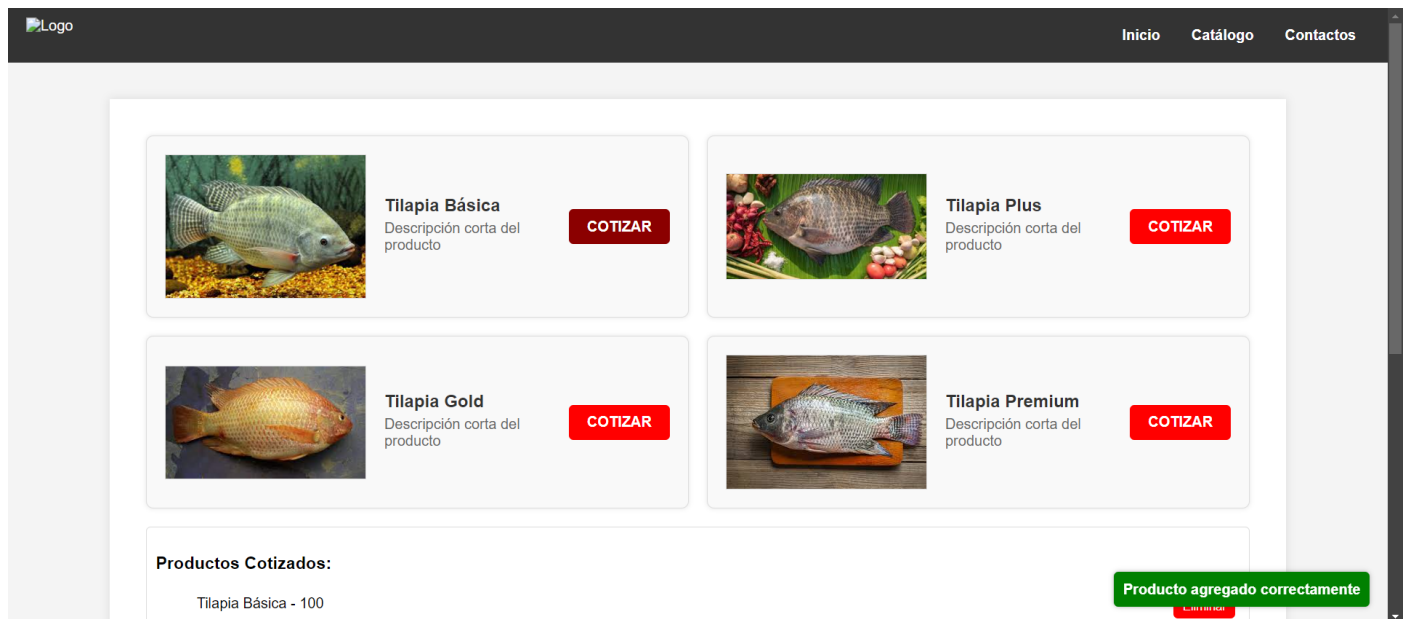 Logo
Inicio Catálogo Contactos
Tilapia Básica
Descripción corta del
producto
COTIZAR
Tilapia Plus
Descripción corta del
producto
COTIZAR
Tilapia Gold
Descripción corta del
producto
COTIZAR
Tilapia Premium
Descripción corta del
producto
COTIZAR
Productos Cotizados:
Tilapia Básica - 100
Eliminar
Producto agregado correctamente